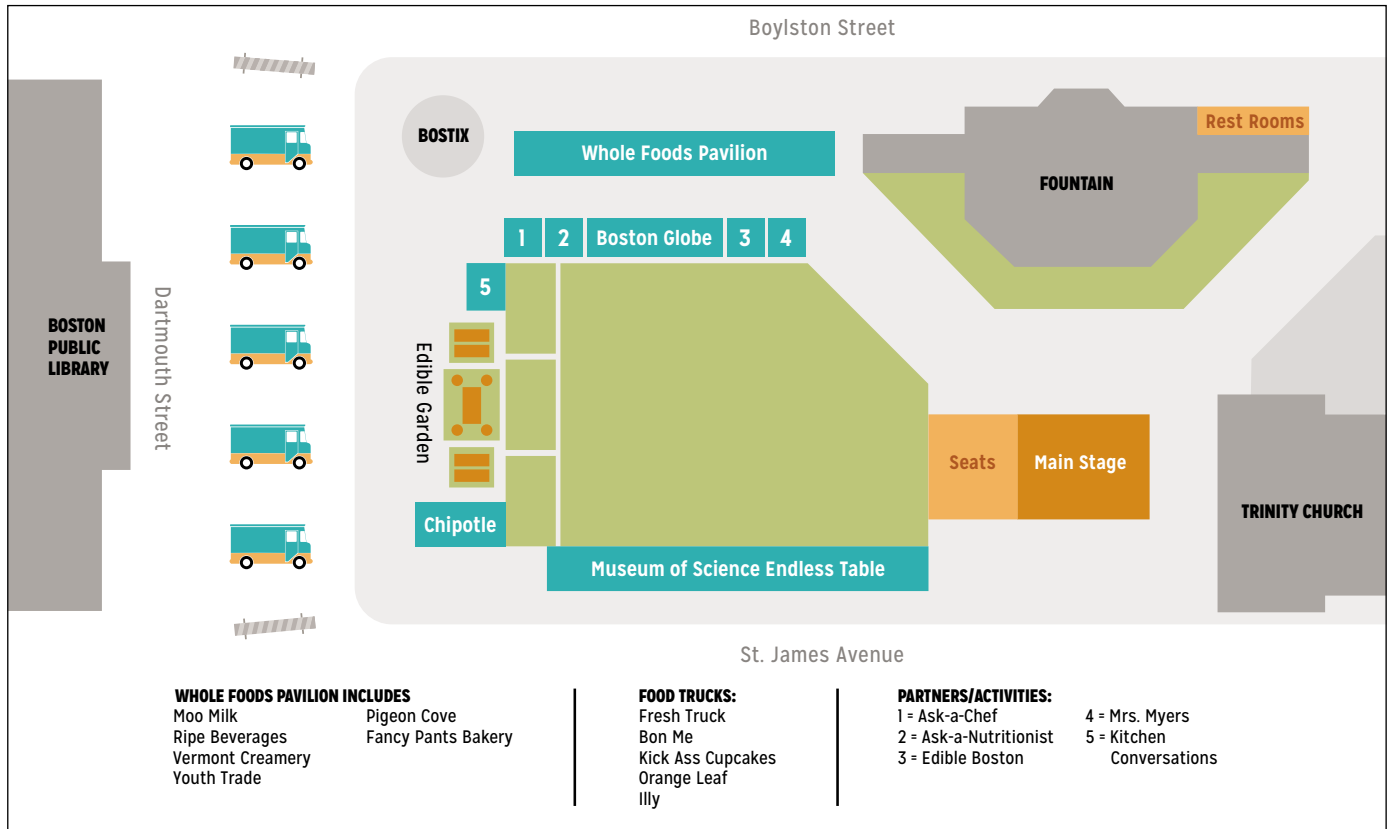 Boylston Street
BOSTIX
Whole Foods Pavilion
Rest Rooms
FOUNTAIN
1
2
Boston Globe
3
4
5
BOSTON
PUBLIC
LIBRARY
Dartmouth Street
Edible Garden
Seats
Main Stage
Chipotle
TRINITY CHURCH
Museum of Science Endless Table
St. James Avenue
WHOLE FOODS PAVILION INCLUDES
Moo Milk
Ripe Beverages
Vermont Creamery
Youth Trade
Pigeon Cove
Fancy Pants Bakery
FOOD TRUCKS:
Fresh Truck
Bon Me
Kick Ass Cupcakes
Orange Leaf
Illy
PARTNERS/ACTIVITIES:
1 = Ask-a-Chef
2 = Ask-a-Nutritionist
3 = Edible Boston
4 = Mrs. Myers
5 = Kitchen
Conversations